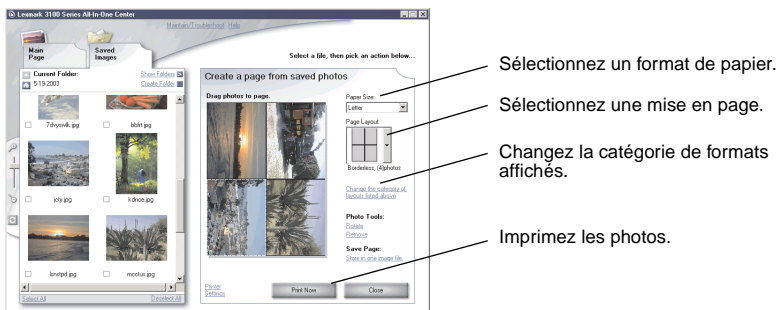 Lexmark 3100 Series All-In-One Center
Maintain/Troubleshoot Help
Main
Page
Saved
Images
Select a file, then pick an action below...
Current Folder:
5-19-2003
Show Folders
Create Folder
7dvyswlk.jpg
bbfrt.jpg
jcty.jpg
kdnce.jpg
lsnstpd.jpg
mcctus.jpg
Select All
Deselect All
Create a page from saved photos
Drag photos to page.
Paper Size:
Letter
Page Layout:
Borderless, (4)photos
Change the category of
layouts listed above
Photo Tools:
Rotate
Remove
Save Page:
Store in one image file.
Printer
Settings
Print Now
Close
Sélectionnez un format de papier.
Sélectionnez une mise en page.
Changez la catégorie de formats
affichés.
Imprimez les photos.